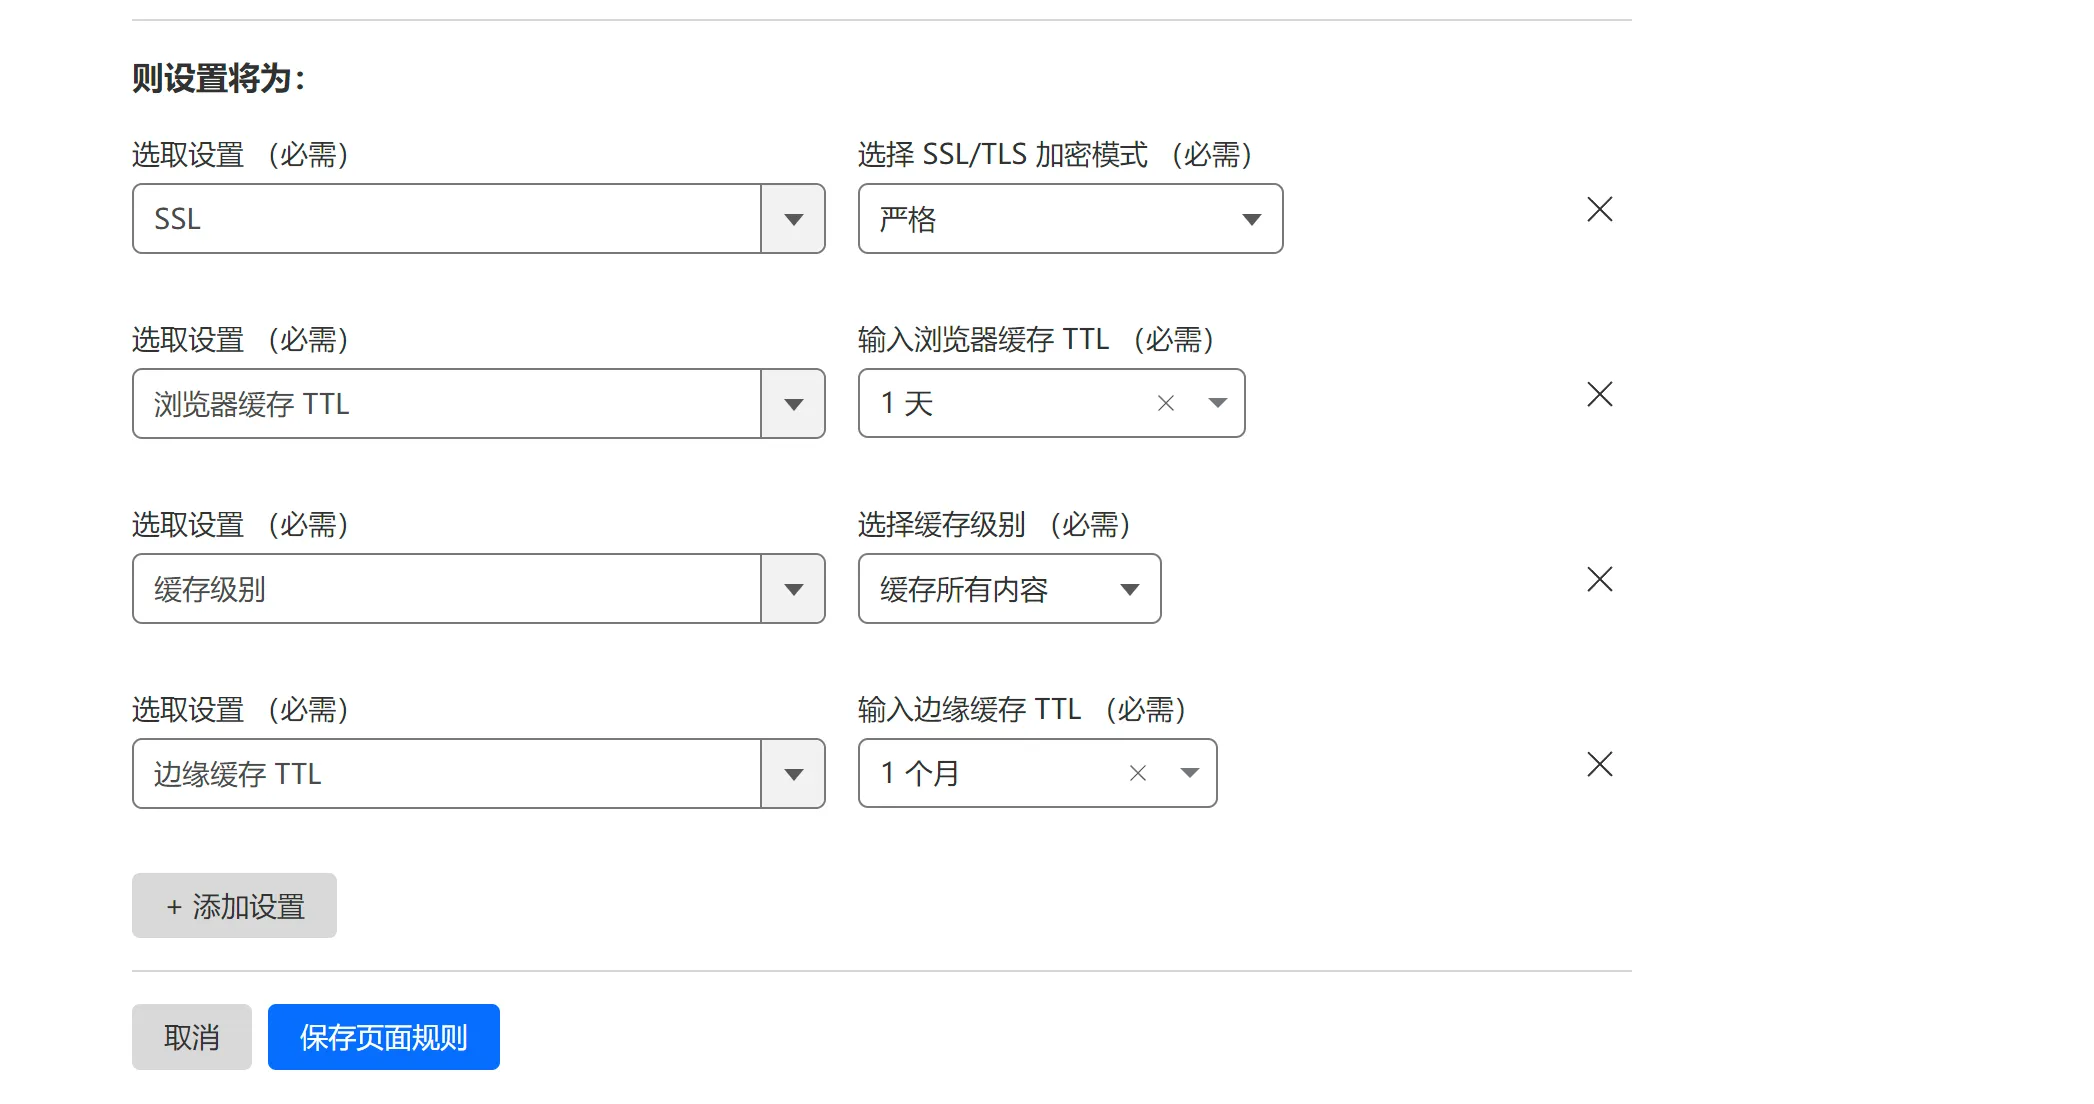 则设置将为：
选取设置 （必需） 选择 SSL/TLS 加密模式 （必需）
SSL 严格
选取设置 （必需） 输入浏览器缓存 TTL （必需）
浏览器缓存 TTL 1 天
选取设置 （必需） 选择缓存级别 （必需）
缓存级别 缓存所有内容
选取设置 （必需） 输入边缘缓存 TTL （必需）
边缘缓存 TTL 1 个月
+ 添加设置
取消 保存页面规则